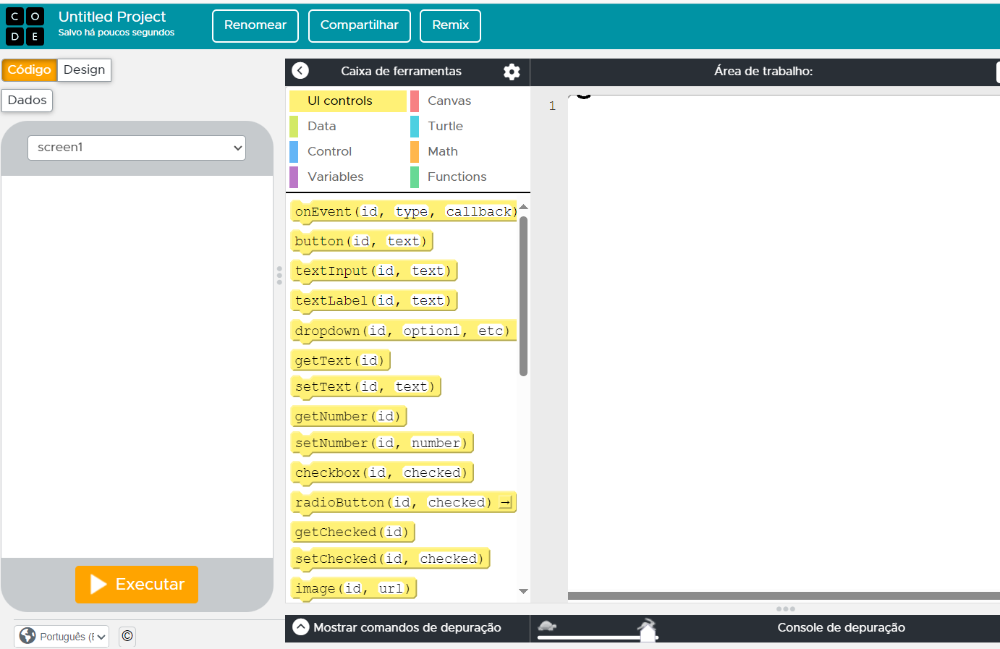 CODE
Untitled Project
Salvo há poucos segundos
Renomear
Compartilhar
Remix
Código
Design
Dados
screen1
Executar
Português (E
©
Caixa de ferramentas
UI controls
Canvas
Data
Turtle
Control
Math
Variables
Functions
onEvent(id, type, callback)
button(id, text)
textInput(id, text)
textLabel(id, text)
dropdown(id, option1, etc)
getText(id)
setText(id, text)
getNumber(id)
setNumber(id, number)
checkbox(id, checked)
radioButton(id, checked) →
getChecked(id)
setChecked(id, checked)
image(id, url)
Mostrar comandos de depuração
Área de trabalho:
1
Console de depuração